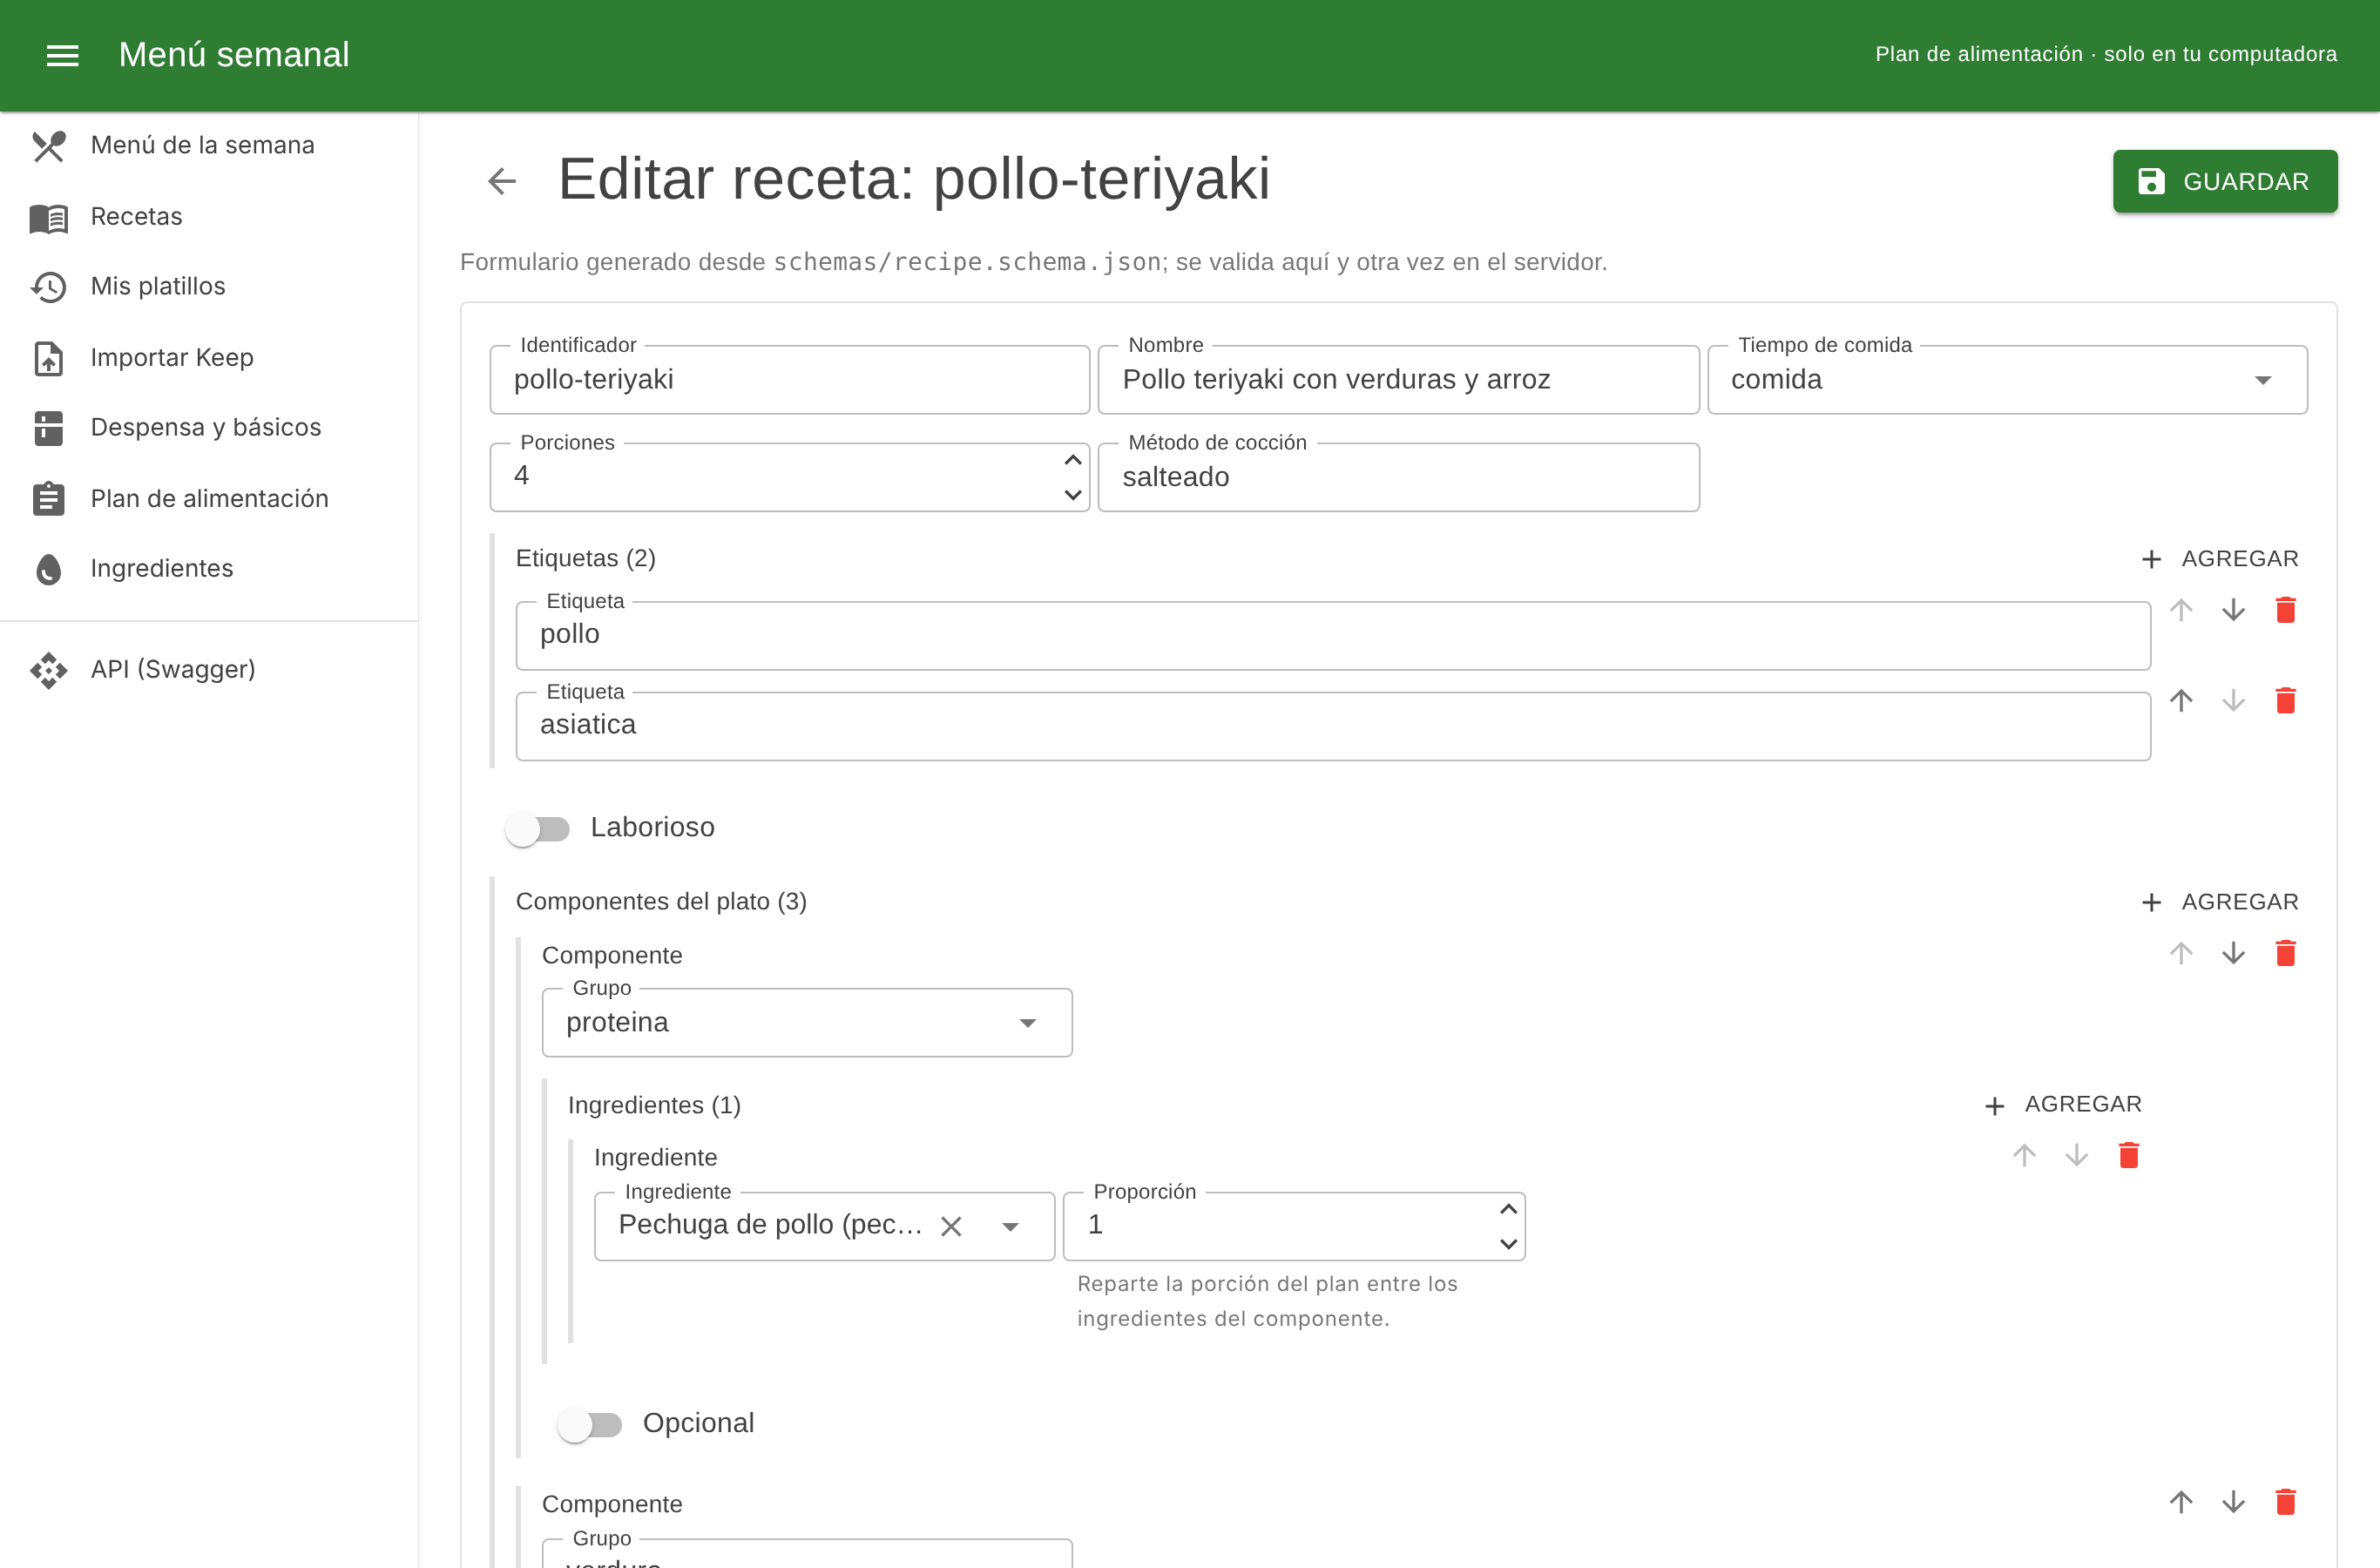 Menú semanal
Plan de alimentación · solo en tu computadora
Menú de la semana
Recetas
Mis platillos
Importar Keep
Despensa y básicos
Plan de alimentación
Ingredientes
API (Swagger)
Editar receta: pollo-teriyaki
GUARDAR
Formulario generado desde schemas/recipe.schema.json; se valida aquí y otra vez en el servidor.
Identificador
pollo-teriyaki
Nombre
Pollo teriyaki con verduras y arroz
Tiempo de comida
comida
Porciones
4
Método de cocción
salteado
Etiquetas (2)
AGREGAR
Etiqueta
pollo
Etiqueta
asiatica
Laborioso
Componentes del plato (3)
AGREGAR
Componente
Grupo
proteina
Ingredientes (1)
AGREGAR
Ingrediente
Ingrediente
Pechuga de pollo (pec…
Proporción
1
Reparte la porción del plan entre los
ingredientes del componente.
Opcional
Componente
Grupo